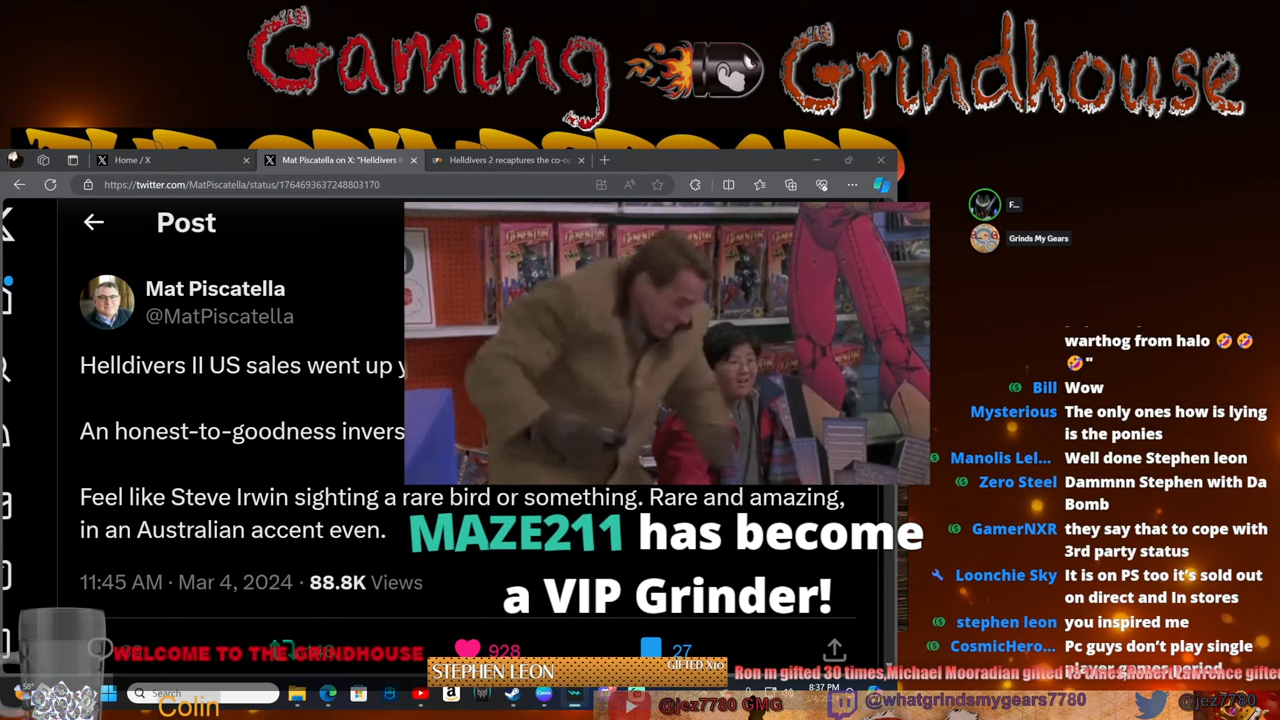 Gaming Grindhouse
Home / X
Mat Piscatella on X: "Helldivers II
Helldivers 2 recaptures the co-op
https://twitter.com/MatPiscatella/status/1764693637248803170
Post
Mat Piscatella
@MatPiscatella
Helldivers II US sales went up
An honest-to-goodness invers
Feel like Steve Irwin sighting a rare bird or something. Rare and amazing,
in an Australian accent even.
11:45 AM · Mar 4, 2024 · 88.8K Views
928
27
MAZE211 has become
a VIP Grinder!
WELCOME TO THE GRINDHOUSE
STEPHEN LEON
GIFTED X10
Ron m gifted 30 times,Michael Mooradian gifted
Search
Colin
58°
8:37 PM
@jez7780 GMG
@whatgrindsmygears7780
@jez7780
F...
Grinds My Gears
warthog from halo 🤣🤣
🤣"
Bill Wow
Mysterious The only ones how is lying
is the ponies
Manolis Lel... Well done Stephen leon
Zero Steel Dammnn Stephen with Da
Bomb
GamerNXR they say that to cope with
3rd party status
Loonchie Sky It is on PS too it's sold out
on direct and In stores
stephen leon you inspired me
CosmicHero... Pc guys don't play single
player games period